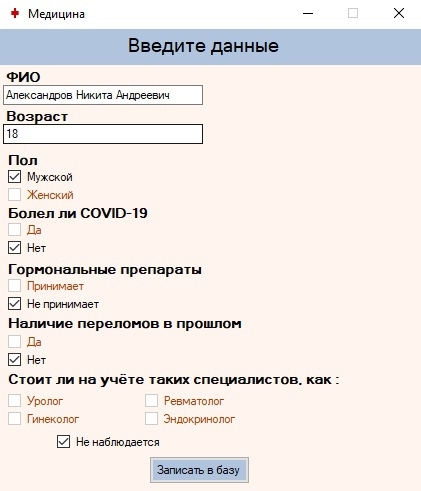 Медицина
Введите данные
ФИО
Александров Никита Андреевич
Возраст
18
Пол
Мужской
Женский
Болел ли COVID-19
Да
Нет
Гормональные препараты
Принимает
Не принимает
Наличие переломов в прошлом
Да
Нет
Стоит ли на учёте таких специалистов, как :
Уролог Ревматолог
Гинеколог Эндокринолог
Не наблюдается
Записать в базу